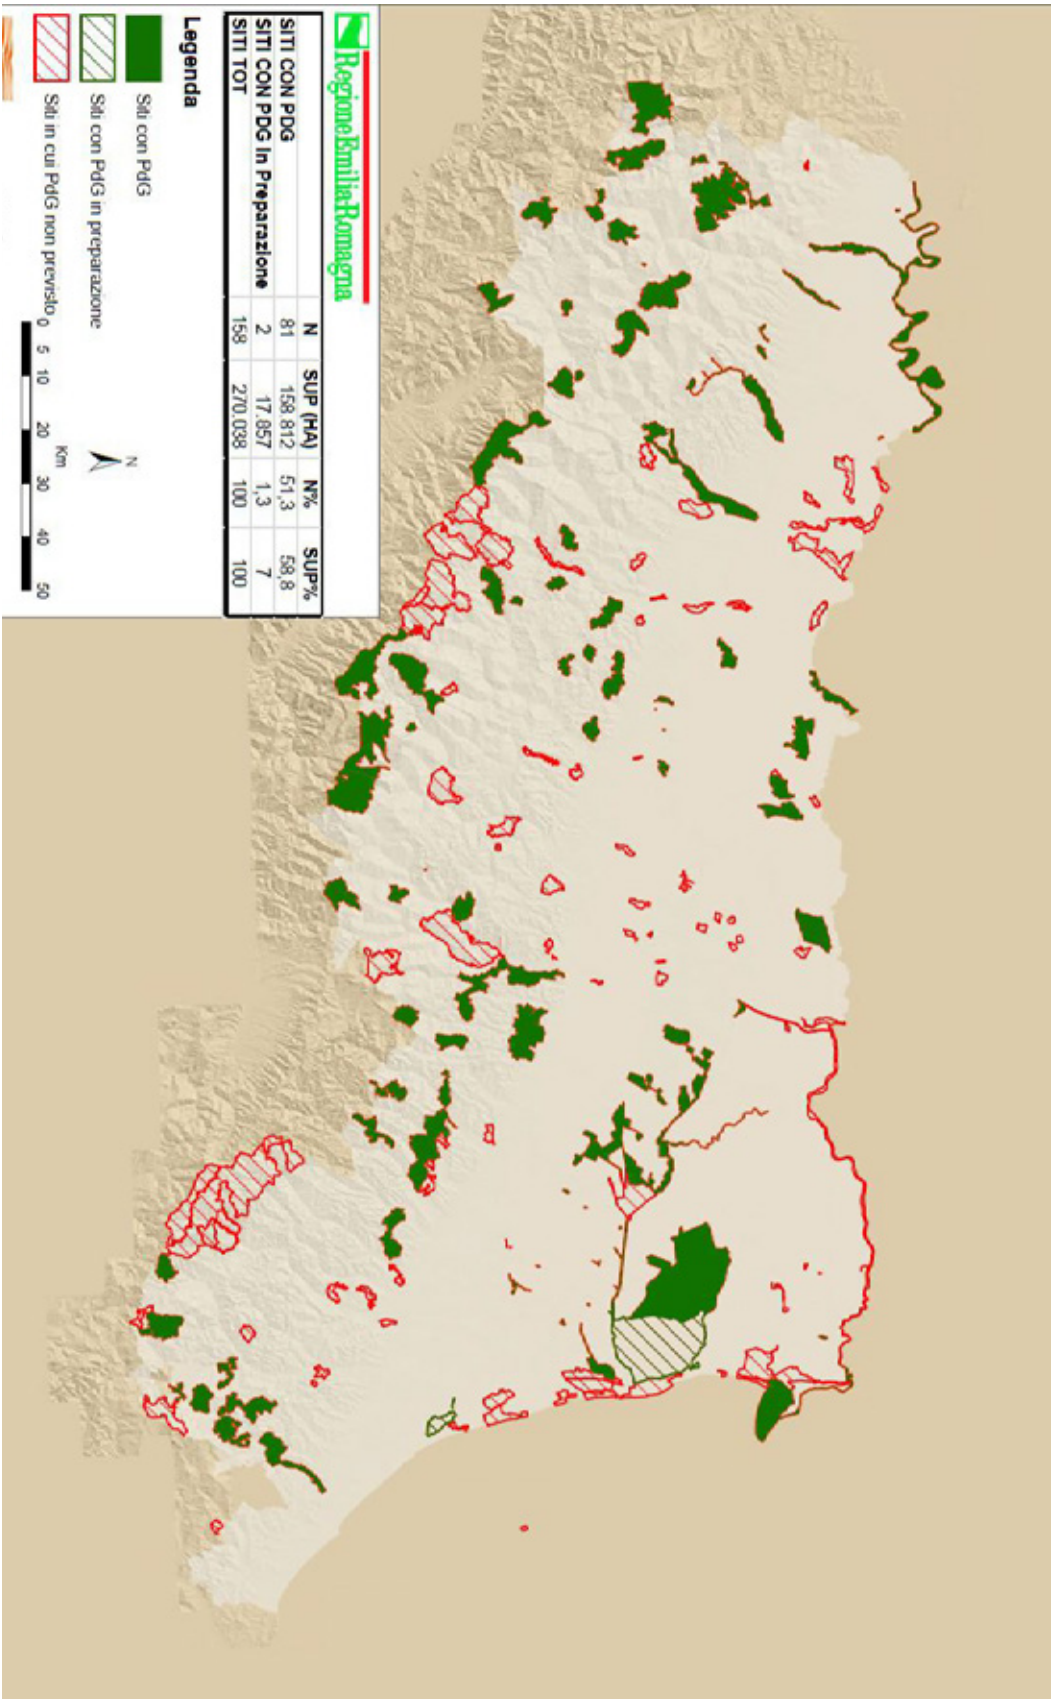 RegioneEmiliaRomagna
N SUP (HA) N% SUP%
SITI CON PDG 81 158.812 51,3 58,8
SITI CON PDG In Preparazione 2 17.857 1,3 7
SITI TOT 158 270.038 100 100
Legenda
Siti con PdG
Siti con PdG in preparazione
Siti in cui PdG non previsto
N
Km
0 5 10 20 30 40 50